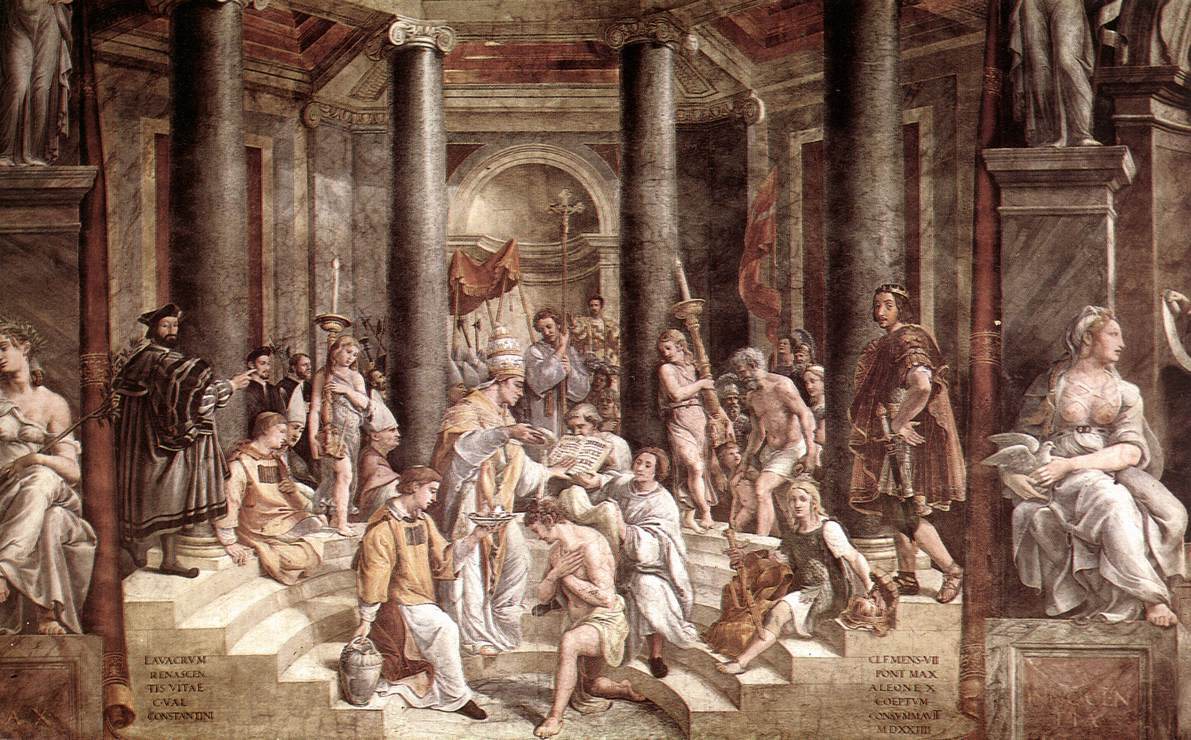 LAVACRVM
RENASCEN
TIS VITAE
C·VAL
CONSTANTINI
CLEMENS·VII
PONT MAX
A LEONE X
COEPTVM
CONSVMMAVIT
MDXXIIII